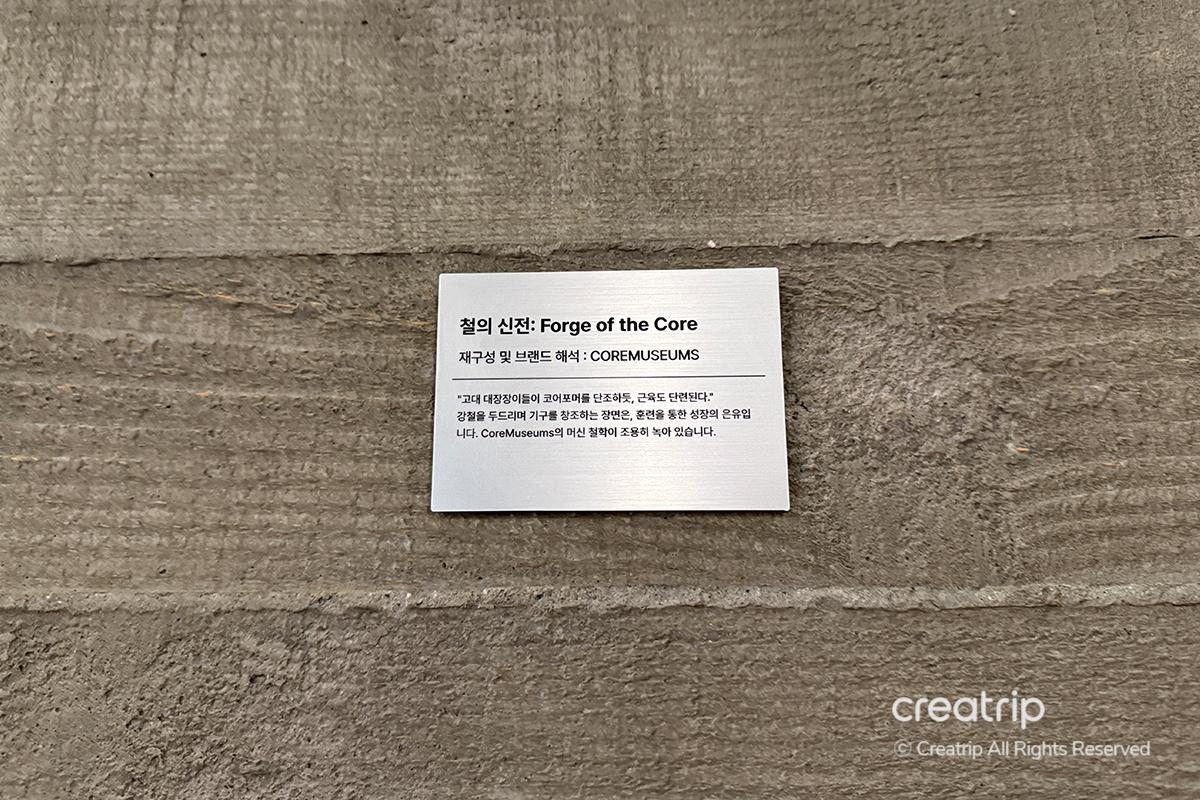 철의 신전: Forge of the Core
재구성 및 브랜드 해석 : COREMUSEUMS
"고대 대장장이들이 코어포머를 단조하듯, 근육도 단련된다."
강철을 두드리며 기구를 창조하는 장면은, 훈련을 통한 성장의 은유입
니다. CoreMuseums의 머신 철학이 조용히 녹아 있습니다.
creatrip
© Creatrip All Rights Reserved